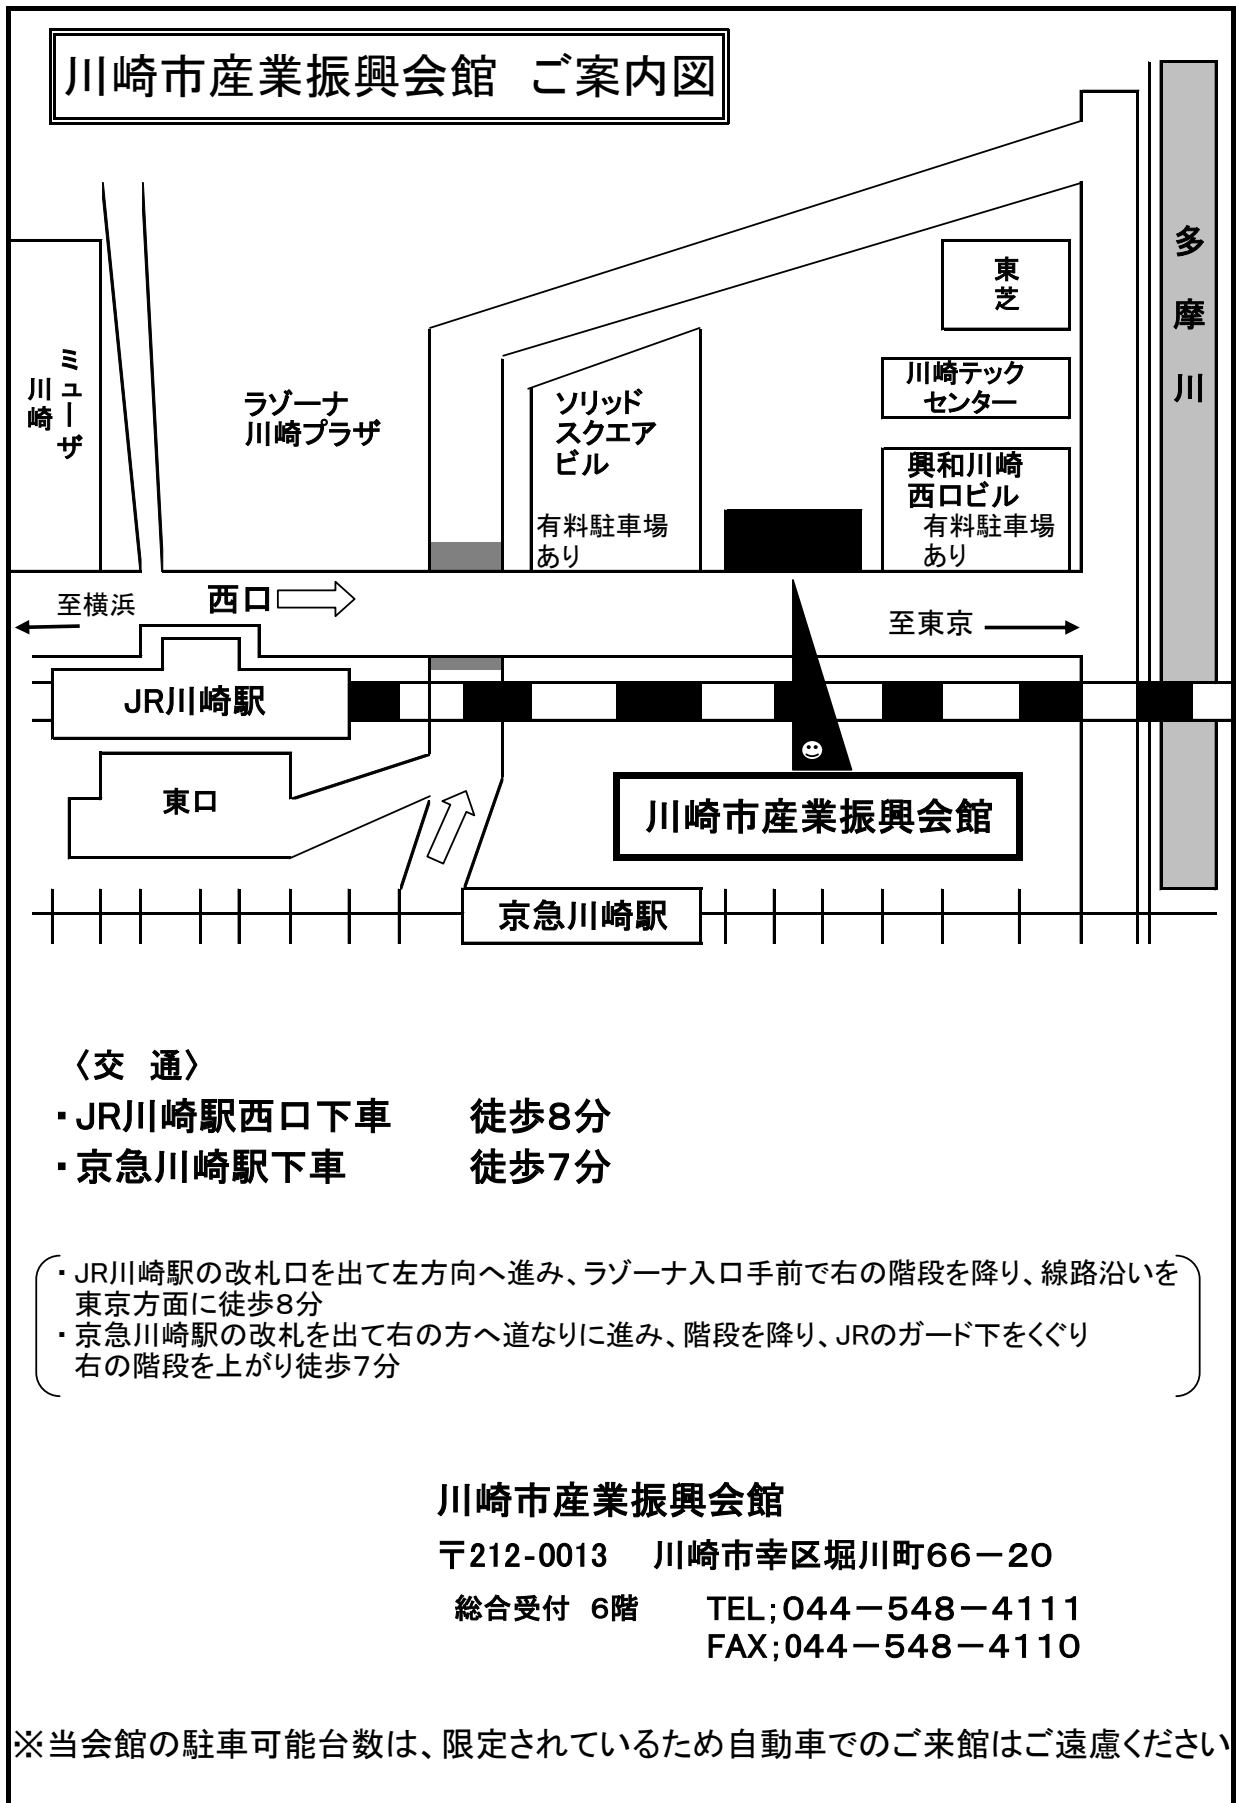 川崎市産業振興会館　ご案内図
多摩川
東芝
ミューザ
川崎
ラゾーナ
川崎プラザ
ソリッド
スクエア
ビル
有料駐車場
あり
川崎テック
センター
興和川崎
西口ビル
有料駐車場
あり
至横浜
西口
至東京
JR川崎駅
東口
川崎市産業振興会館
京急川崎駅
〈交　通〉
・JR川崎駅西口下車　　徒歩８分
・京急川崎駅下車　　　徒歩７分
・JR川崎駅の改札口を出て左方向へ進み、ラゾーナ入口手前で右の階段を降り、線路沿いを
東京方面に徒歩８分
・京急川崎駅の改札を出て右の方へ道なりに進み、階段を降り、JRのガード下をくぐり
右の階段を上がり徒歩７分
川崎市産業振興会館
〒212-0013　川崎市幸区堀川町６６－２０
総合受付　６階　　TEL；０４４－５４８－４１１１
FAX；０４４－５４８－４１１０
※当会館の駐車可能台数は、限定されているため自動車でのご来館はご遠慮ください